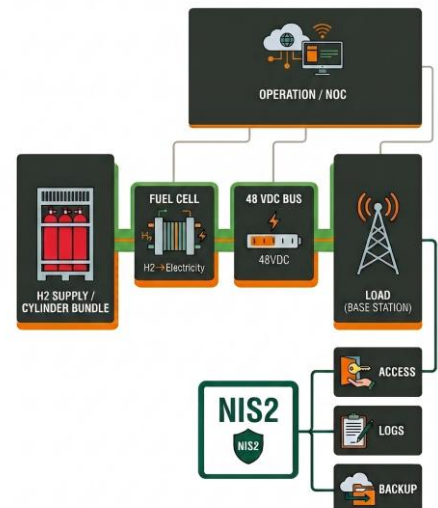 OPERATION / NOC
FUEL CELL
H2
H2→Electricity
48 VDC BUS
48VDC
H2 SUPPLY /
CYLINDER BUNDLE
LOAD
(BASE STATION)
ACCESS
NIS2
NIS2
LOGS
BACKUP